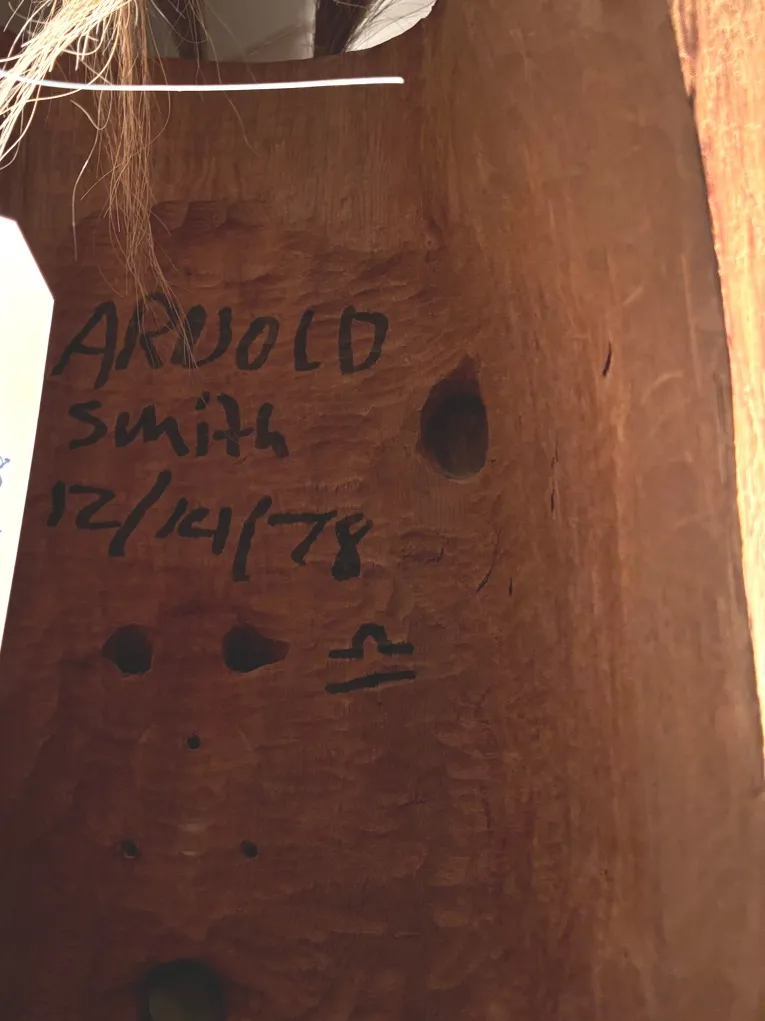 ARNOLD
Smith
12/14/78
♎